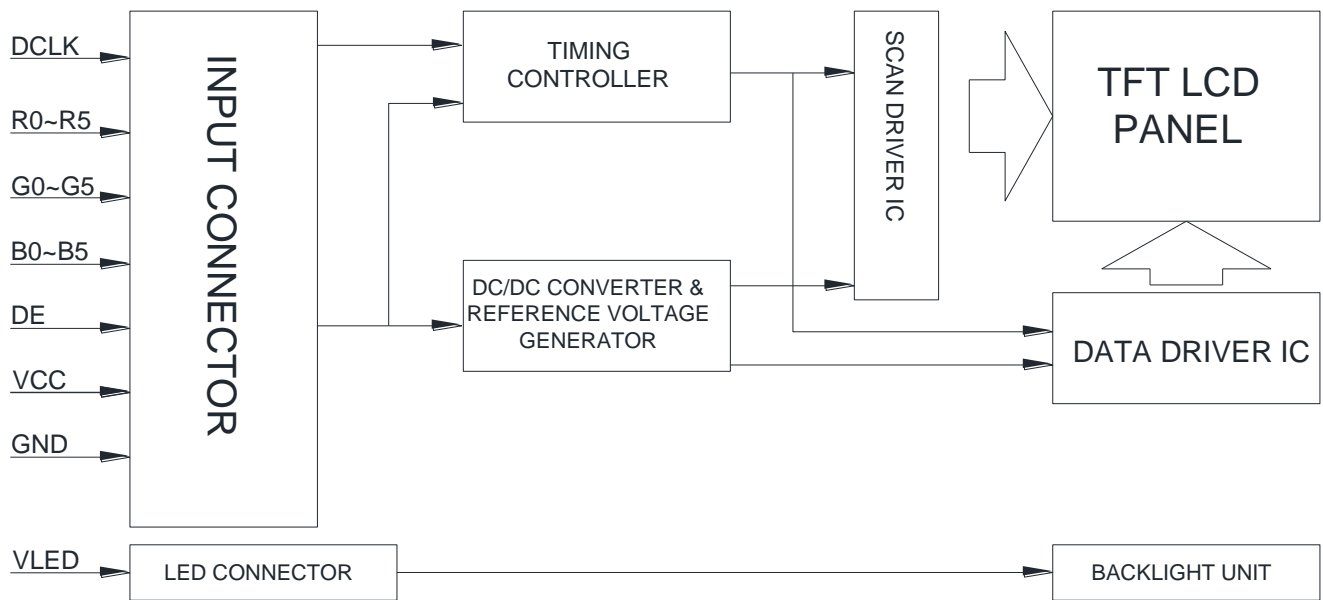 DCLK
R0~R5
G0~G5
B0~B5
DE
VCC
GND
VLED
INPUT CONNECTOR
LED CONNECTOR
TIMING
CONTROLLER
DC/DC CONVERTER &
REFERENCE VOLTAGE
GENERATOR
SCAN DRIVER IC
TFT LCD
PANEL
DATA DRIVER IC
BACKLIGHT UNIT